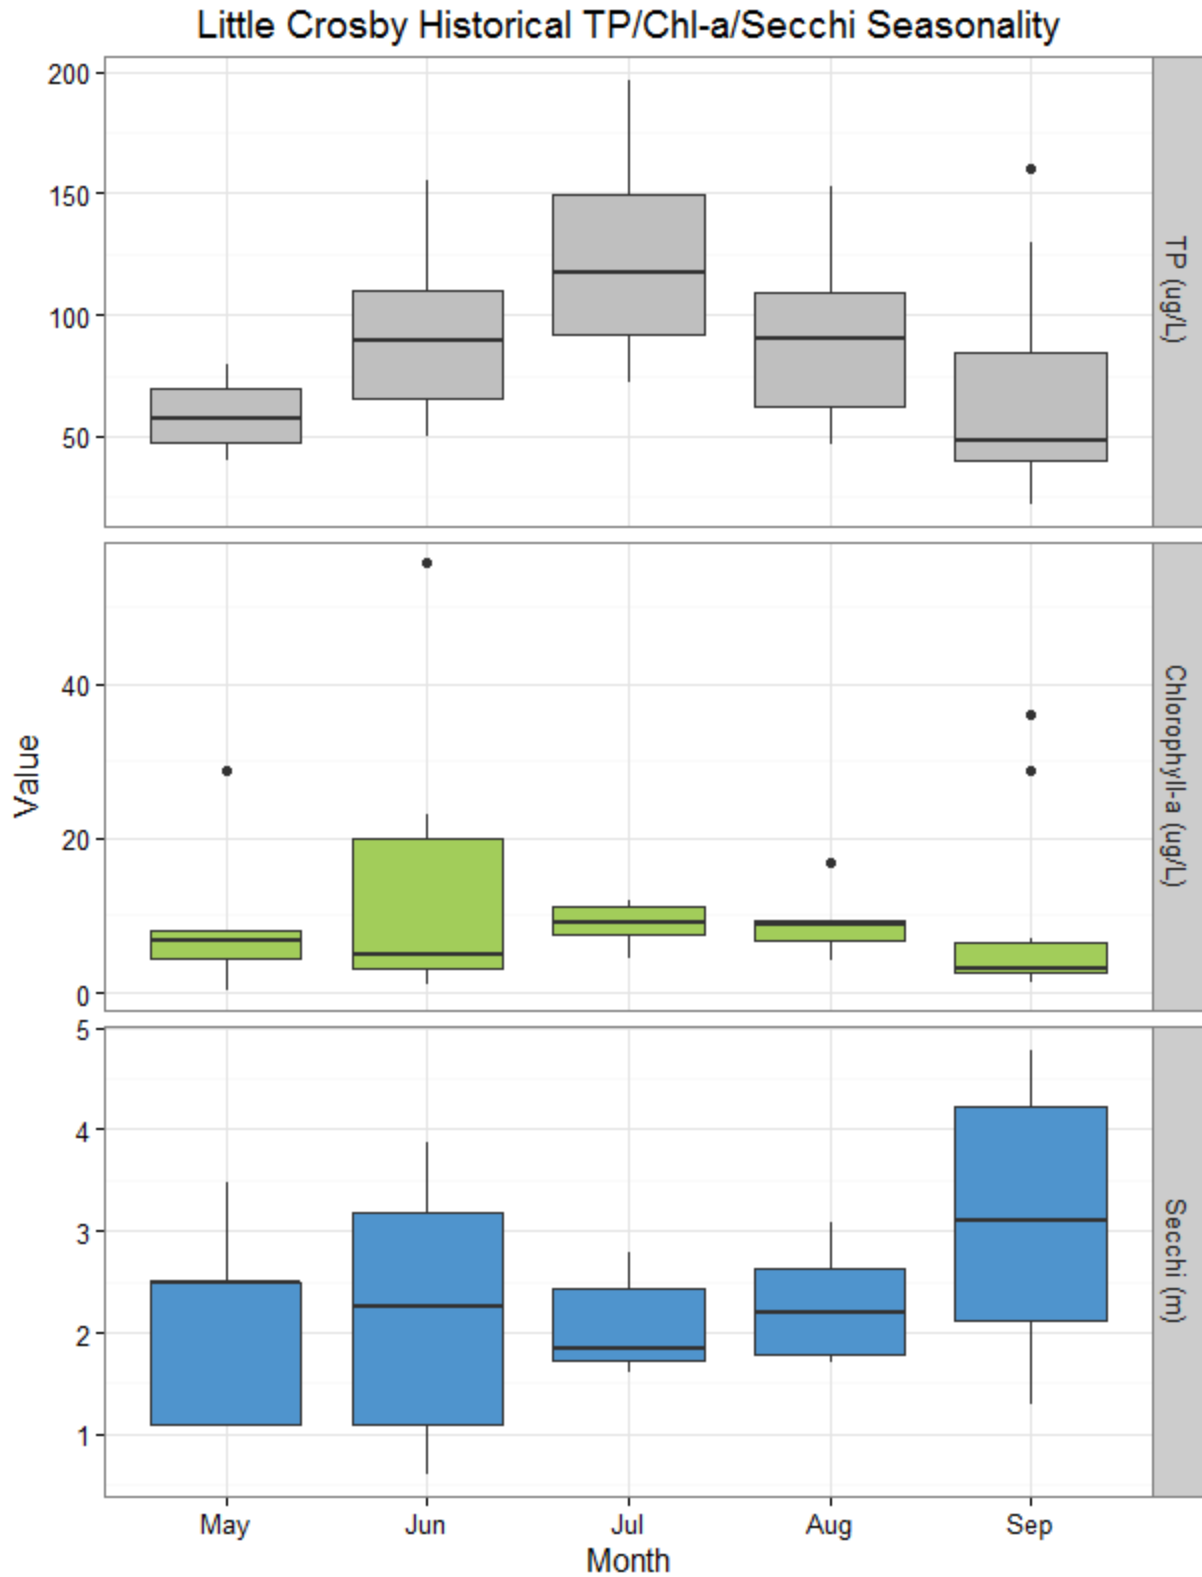 Little Crosby Historical TP/Chl-a/Secchi Seasonality
200
150
100
50
TP (ug/L)
40
20
0
Chlorophyll-a (ug/L)
Value
5
4
3
2
1
Secchi (m)
May Jun Jul Aug Sep
Month